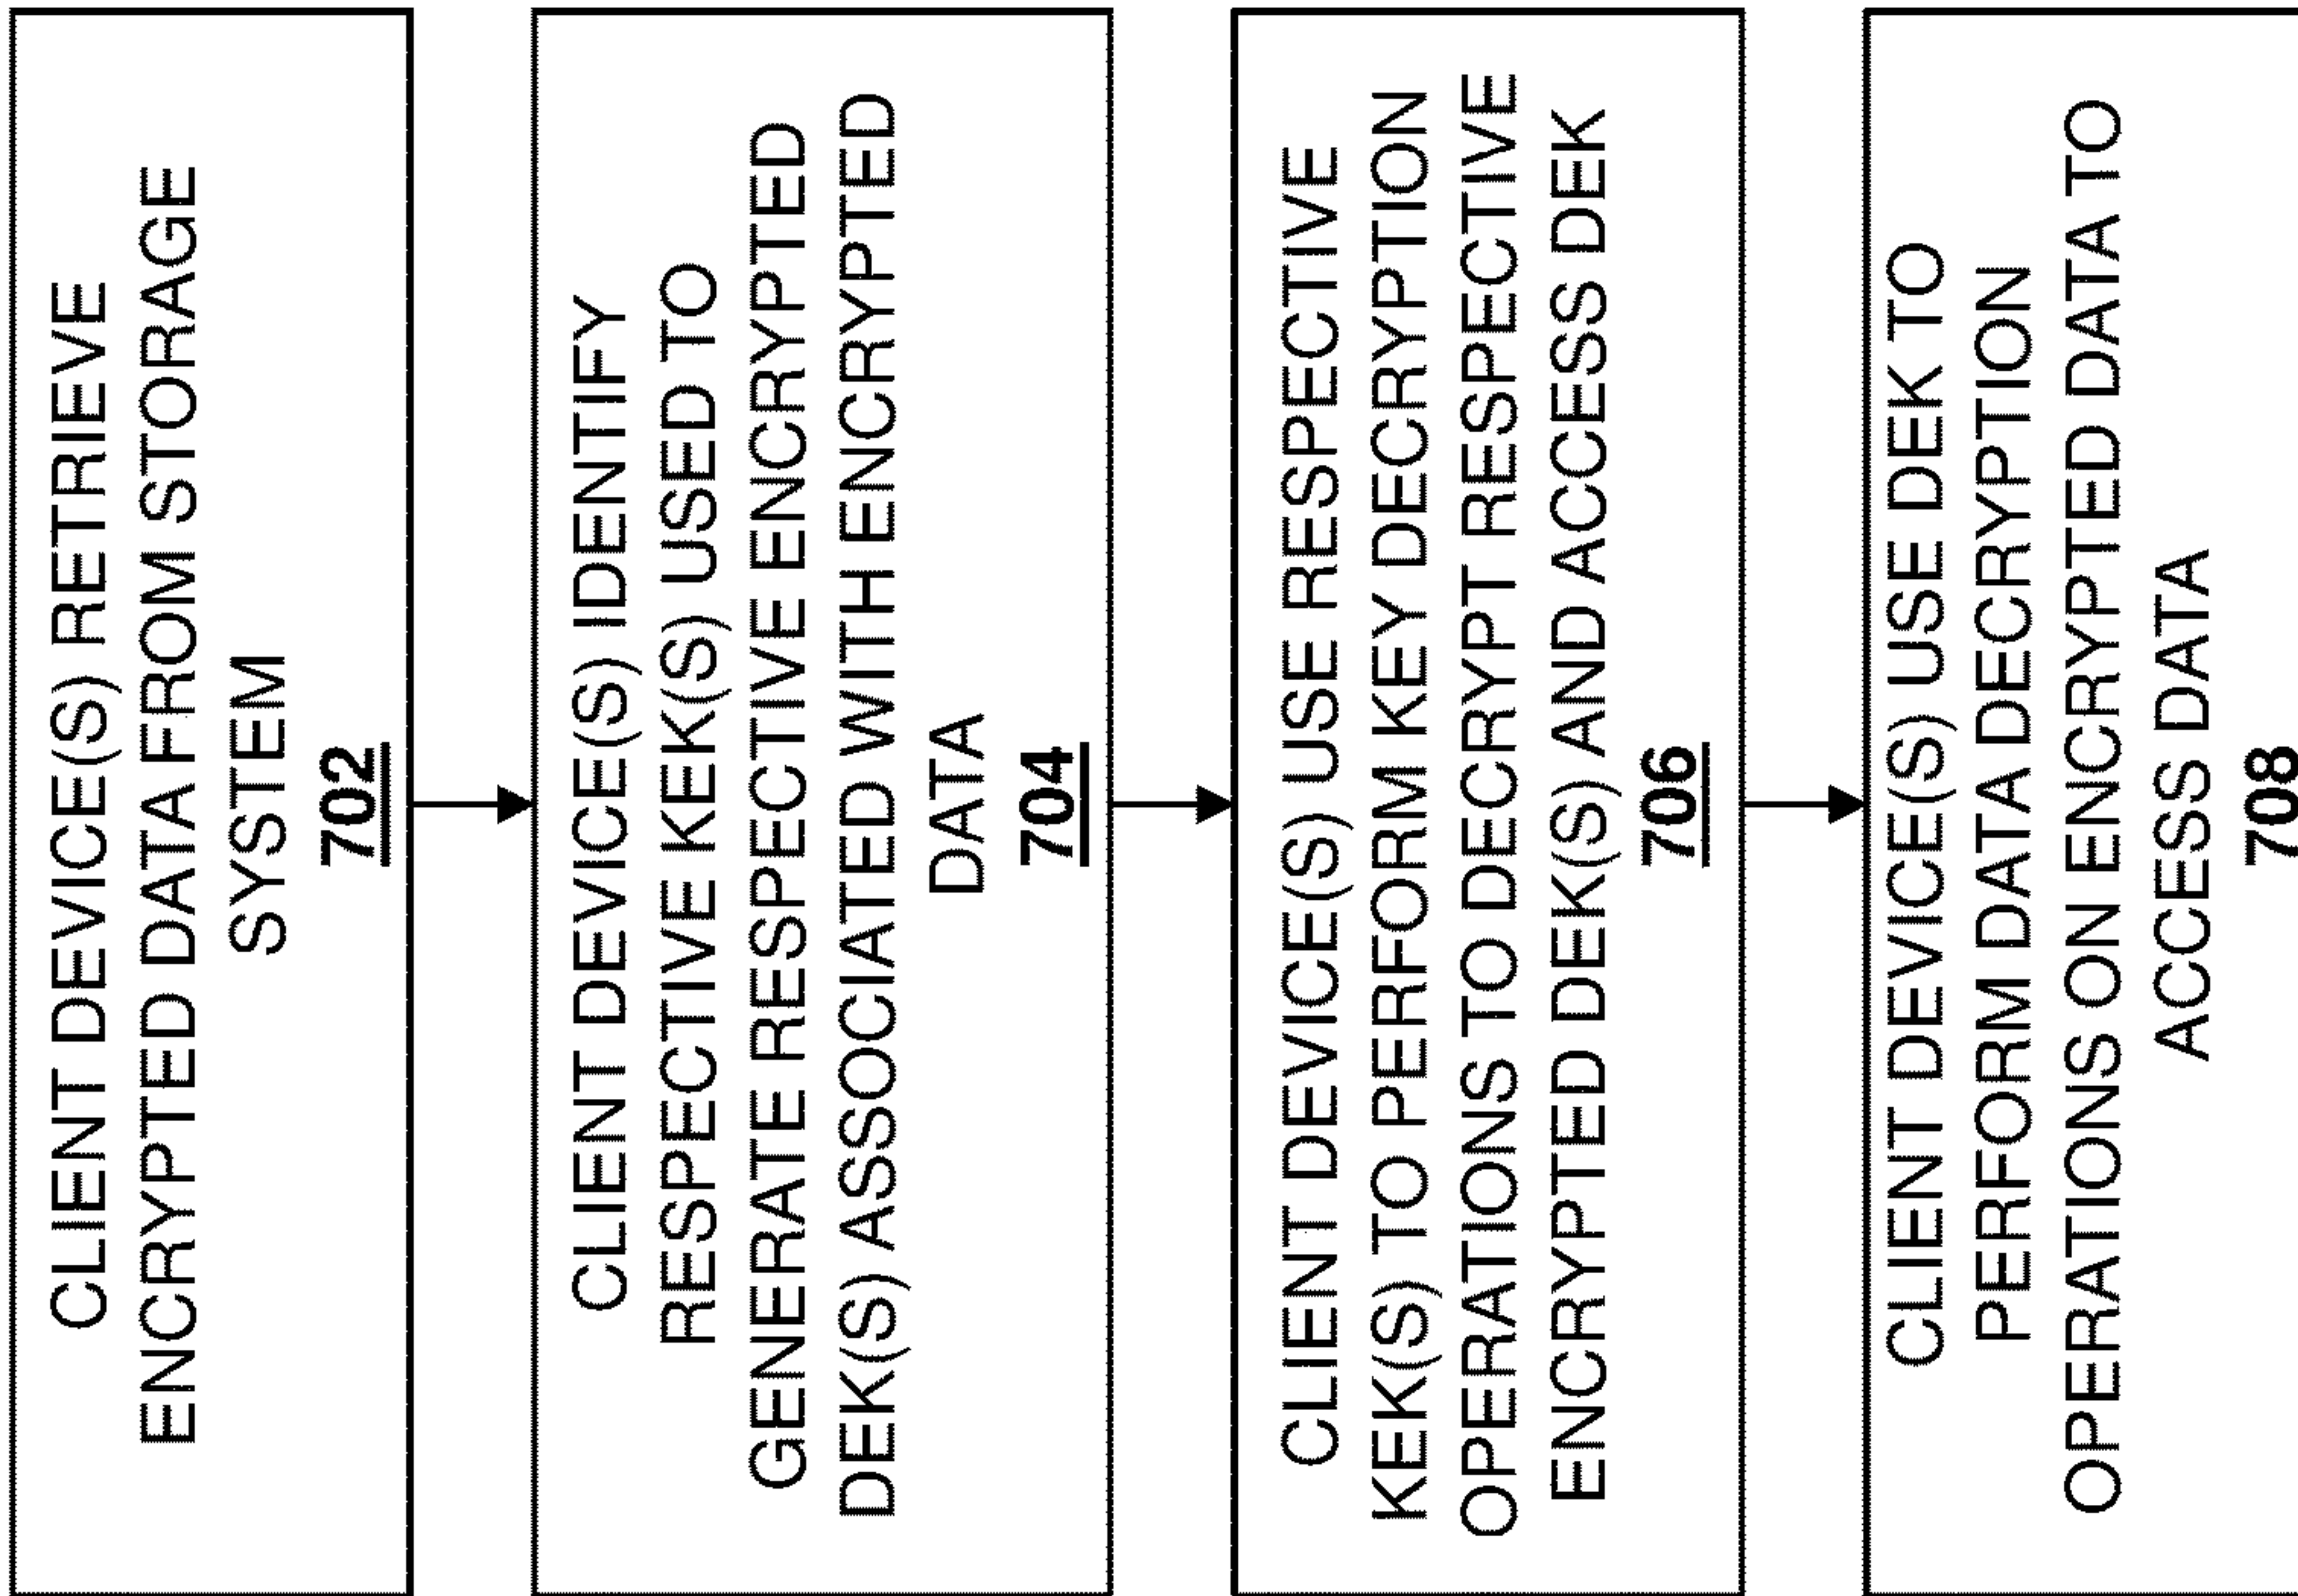 CLIENT DEVICE(S) RETRIEVE
ENCRYPTED DATA FROM STORAGE
SYSTEM
702
CLIENT DEVICE(S) IDENTIFY
RESPECTIVE KEK(S) USED TO
GENERATE RESPECTIVE ENCRYPTED
DEK(S) ASSOCIATED WITH ENCRYPTED
DATA
704
CLIENT DEVICE(S) USE RESPECTIVE
KEK(S) TO PERFORM KEY DECRYPTION
OPERATIONS TO DECRYPT RESPECTIVE
ENCRYPTED DEK(S) AND ACCESS DEK
706
CLIENT DEVICE(S) USE DEK TO
PERFORM DATA DECRYPTION
OPERATIONS ON ENCRYPTED DATA TO
ACCESS DATA
708